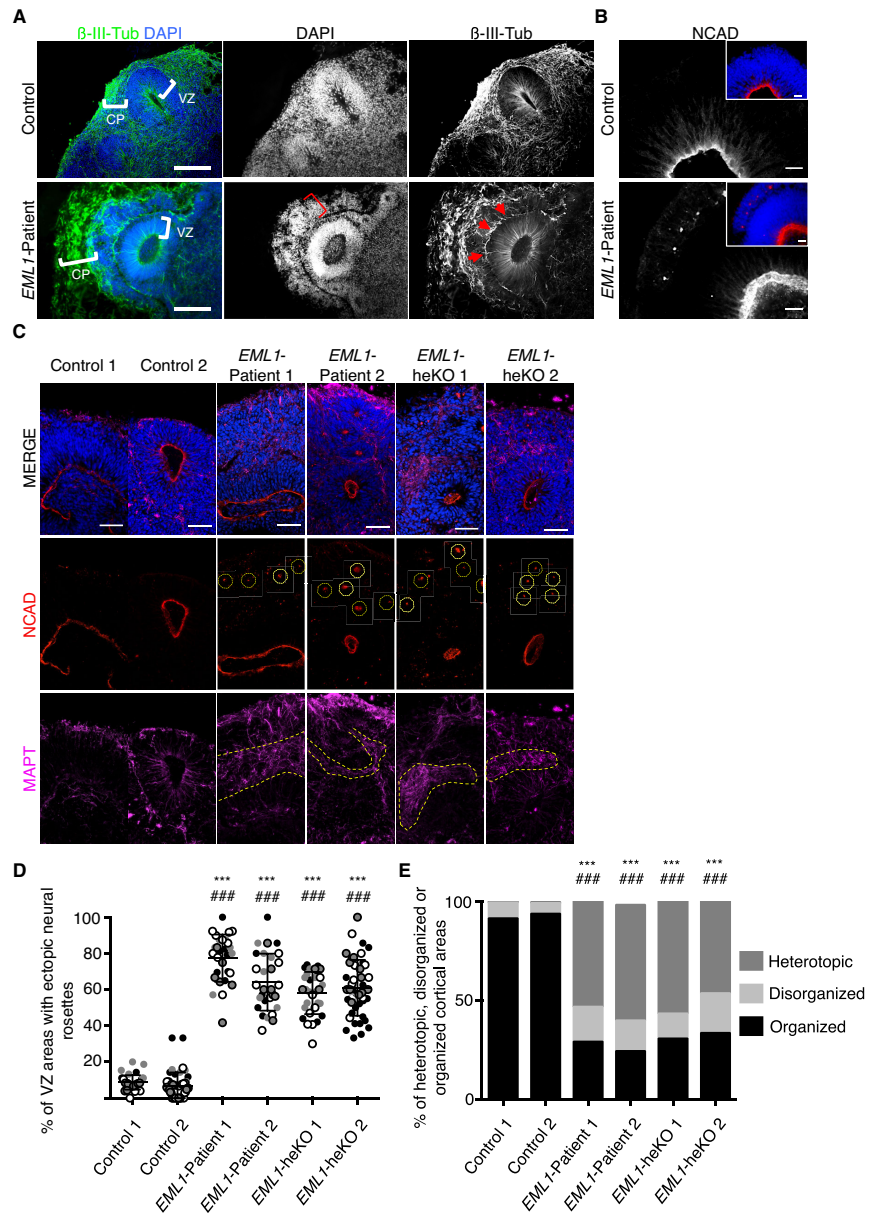 A
ß-III-Tub DAPI
DAPI
ß-III-Tub
Control
CP
VZ
EML1-Patient
CP
VZ
B
NCAD
Control
EML1-Patient
C
Control 1
Control 2
EML1-
Patient 1
EML1-
Patient 2
EML1-
heKO 1
EML1-
heKO 2
MERGE
NCAD
MAPT
D
% of VZ areas with ectopic neural
rosettes
100
80
60
40
20
***
###
***
###
***
###
***
###
Control 1
Control 2
EML1-Patient 1
EML1-Patient 2
EML1-heKO 1
EML1-heKO 2
E
% of heterotopic, disorganized or
organized cortical areas
100
50
0
***
###
***
###
***
###
***
###
Control 1
Control 2
EML1-Patient 1
EML1-Patient 2
EML1-heKO 1
EML1-heKO 2
Heterotopic
Disorganized
Organized